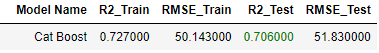 Model Name R2_Train RMSE_Train R2_Test RMSE_Test
Cat Boost 0.727000 50.143000 0.706000 51.830000